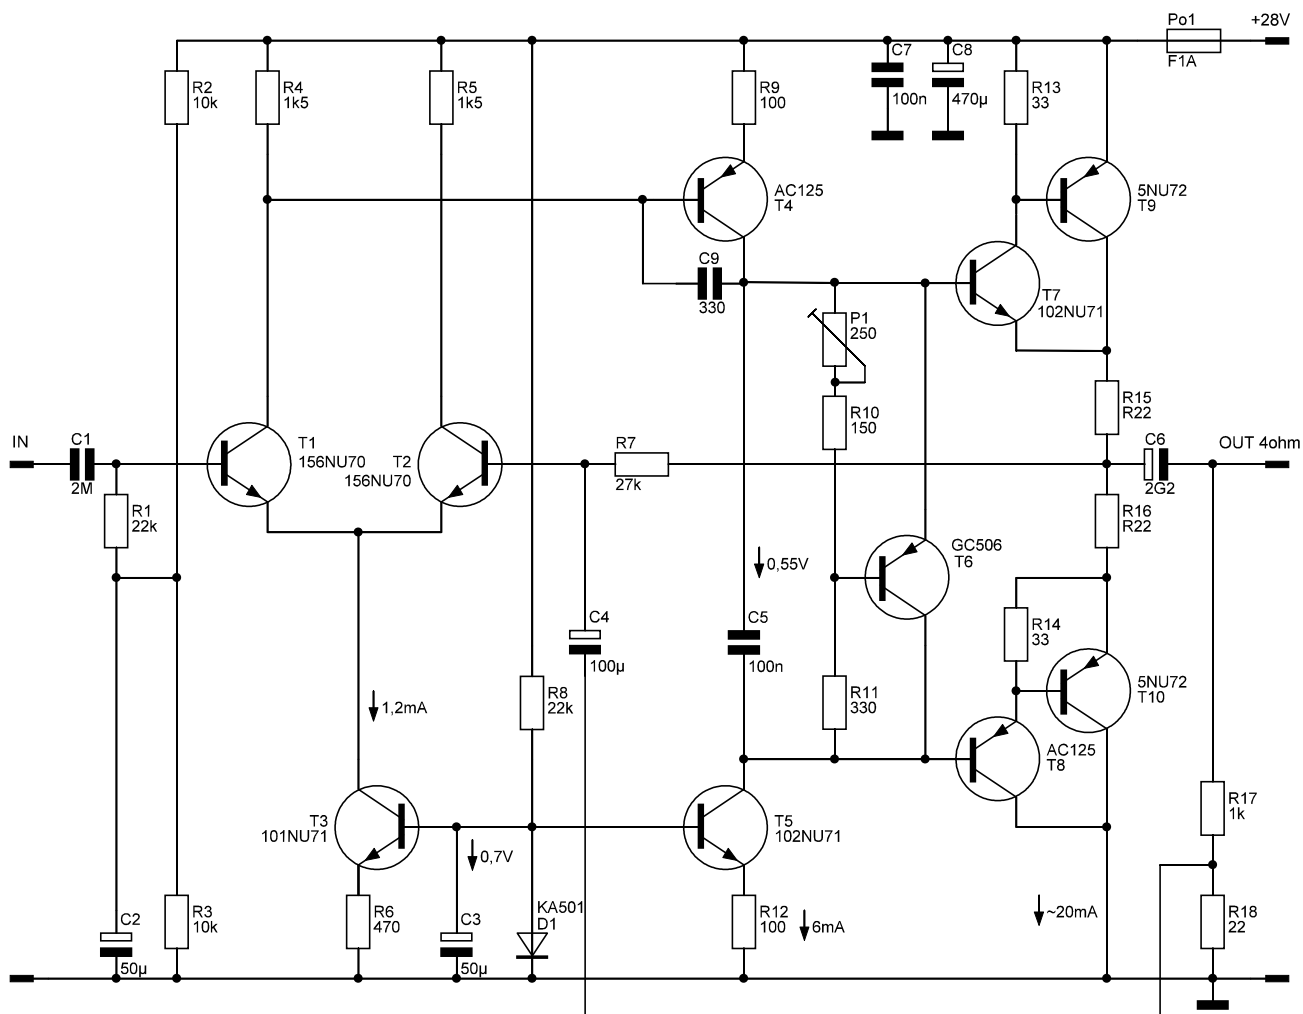 Po1
+28V
F1A
R2
10k
R4
1k5
R5
1k5
R9
100
C7
100n
C8
470µ
R13
33
AC125
T4
5NU72
T9
C9
330
T7
102NU71
P1
250
R10
150
R15
R22
IN
C1
2M
T1
156NU70
T2
156NU70
R7
27k
C6
2G2
OUT 4ohm
R1
22k
R16
R22
GC506
T6
0,55V
C4
100µ
C5
100n
R14
33
R8
22k
R11
330
5NU72
T10
1,2mA
AC125
T8
T3
101NU71
T5
102NU71
0,7V
R17
1k
C2
50µ
R3
10k
R6
470
C3
50µ
KA501
D1
R12
100
6mA
~20mA
R18
22